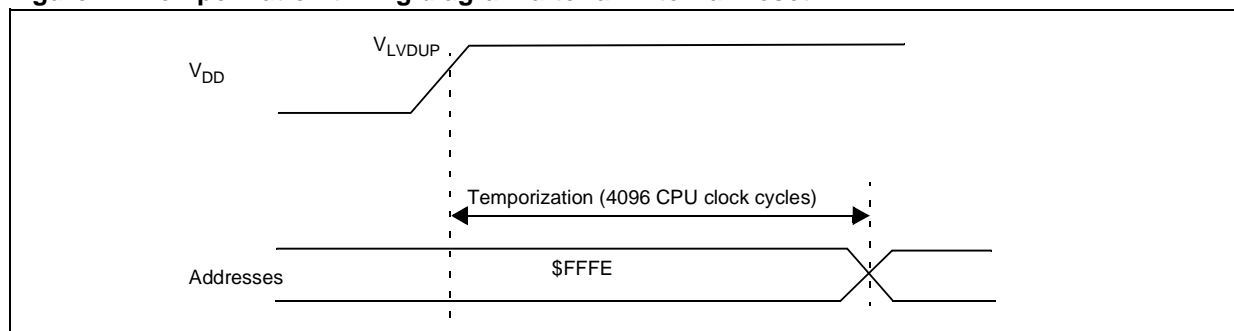 V_LVDUP
V_DD
Temporization (4096 CPU clock cycles)
Addresses
$FFFE